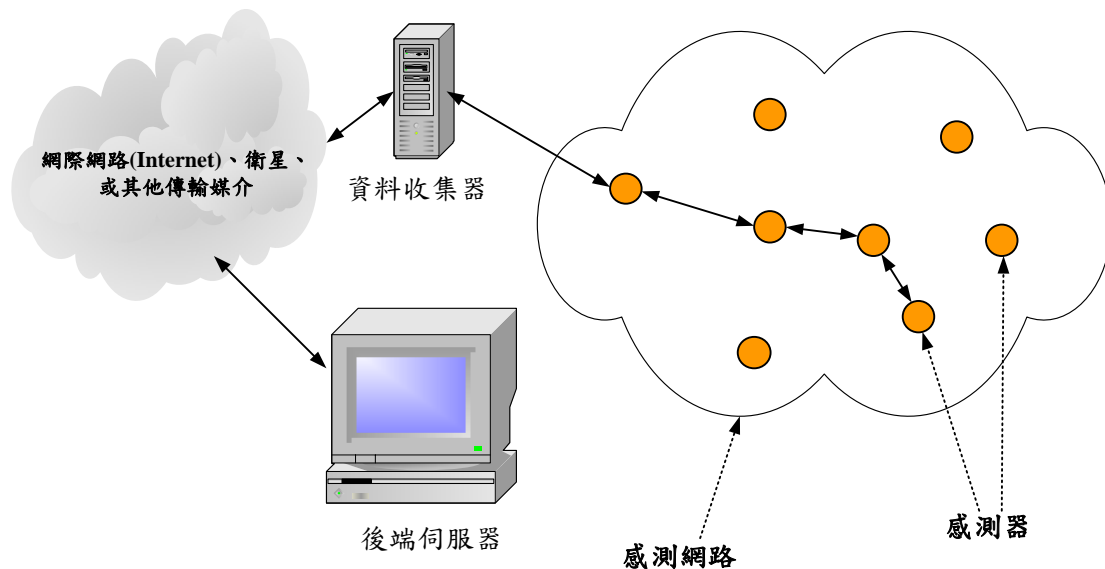 網際網路(Internet)、衛星、
或其他傳輸媒介
資料收集器
後端伺服器
感測網路
感測器